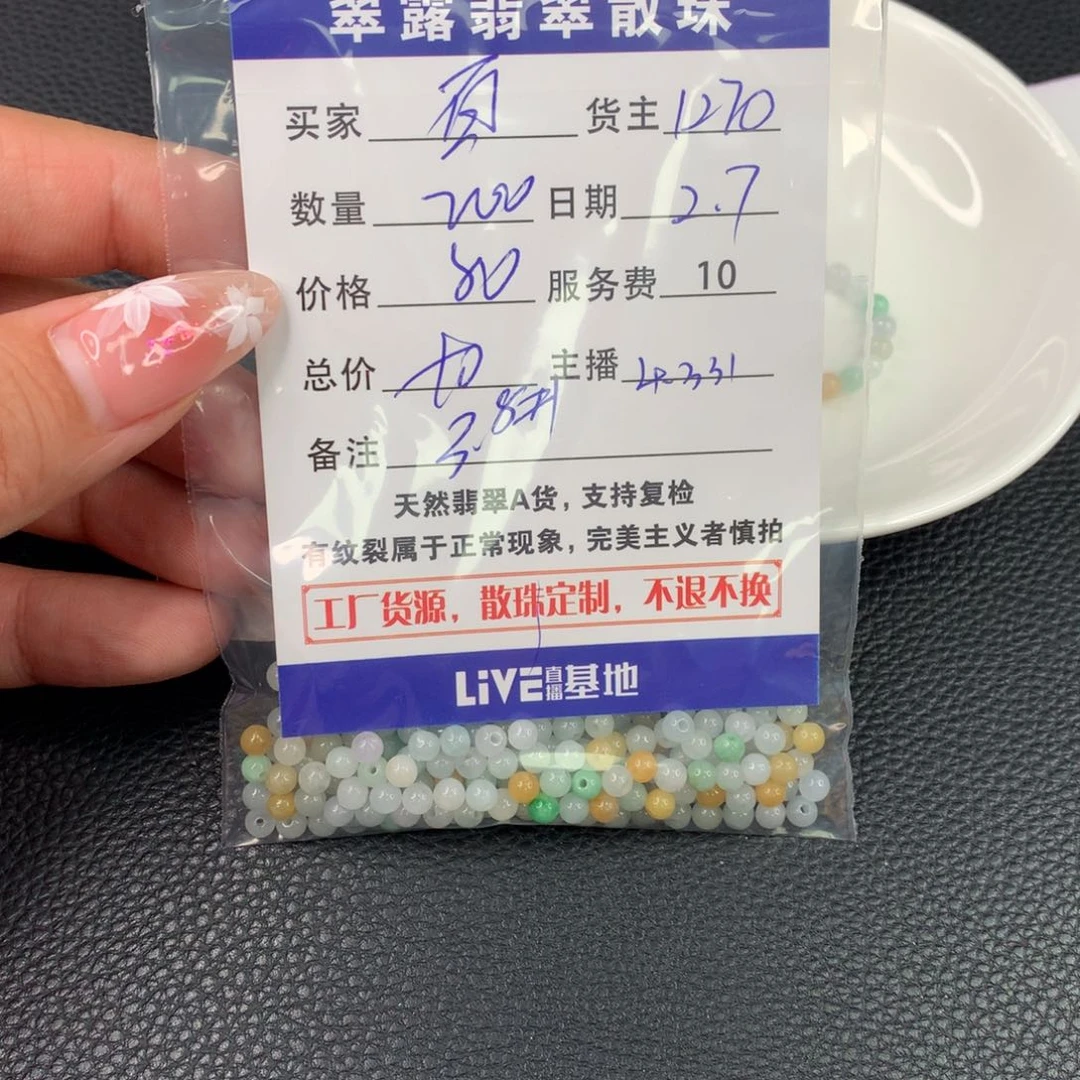 翠露翡翠散珠
买家 货主 1270
数量 200 日期 2.7
价格 80 服务费 10
总价 主播
备注 3.8
天然翡翠A货，支持复检
有纹裂属于正常现象，完美主义者慎拍
工厂货源，散珠定制，不退不换
LiVE直播基地